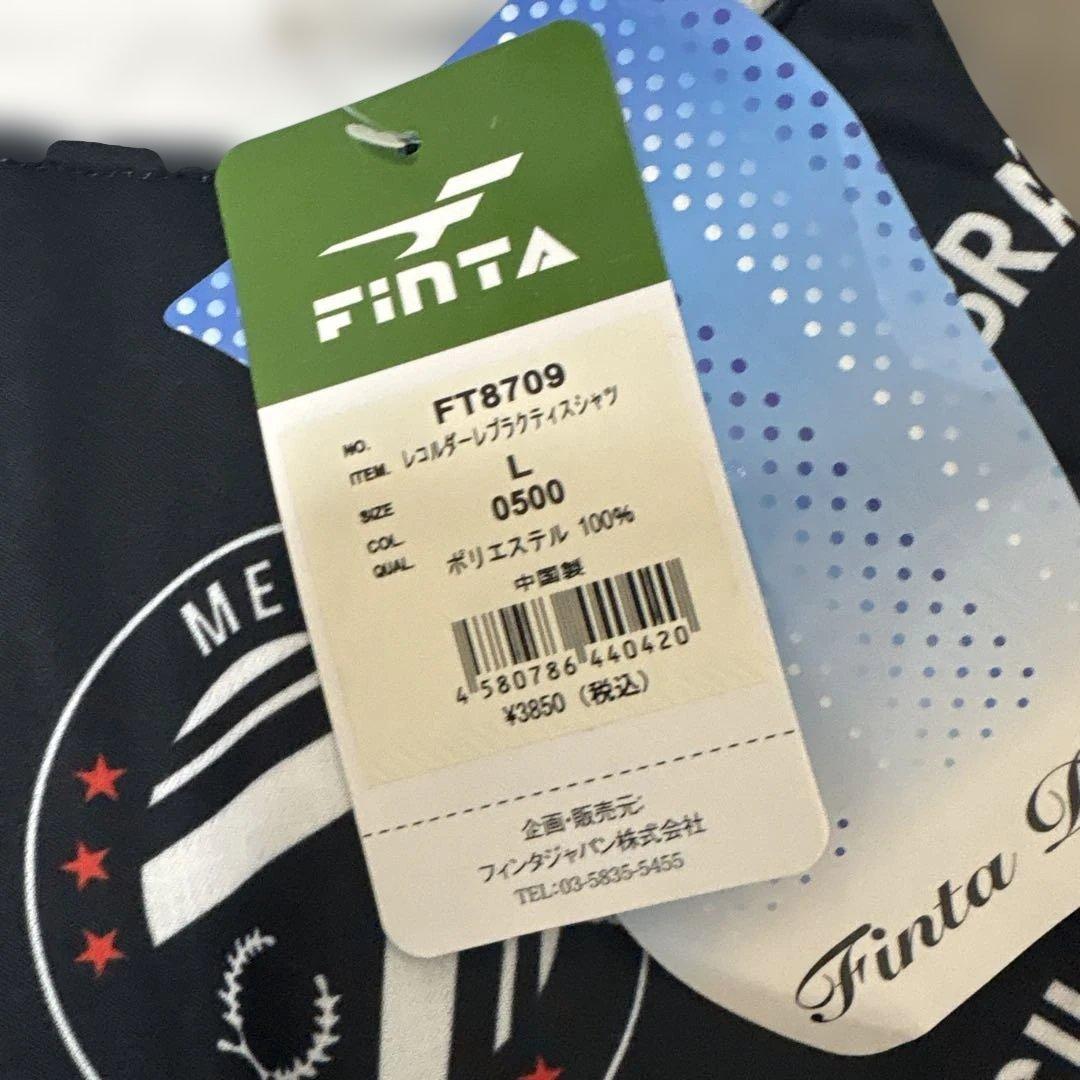 FiNTA
NO. FT8709
ITEM. レコルダーレプラクティスシャツ
SIZE L
COL. 0500
QUAL. ポリエステル 100%
中国製
4 580786 440420
¥3850 (税込)
企画・販売元:
フィンタジャパン株式会社
TEL:03-5835-5455
Finta
ME